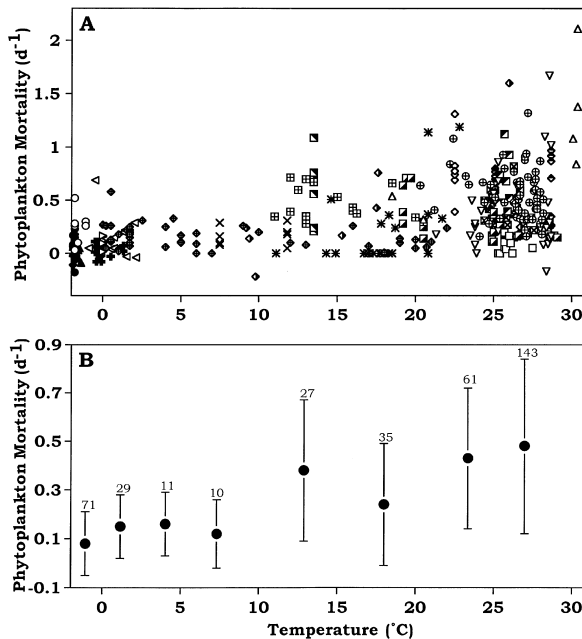 A
Phytoplankton Mortality (d-1)
2
1.5
1
0.5
0
0 5 10 15 20 25 30
B
Phytoplankton Mortality (d-1)
0.9
0.7
0.5
0.3
0.1
-0.1
71 29 11 10 27 35 61 143
0 5 10 15 20 25 30
Temperature (˚C)